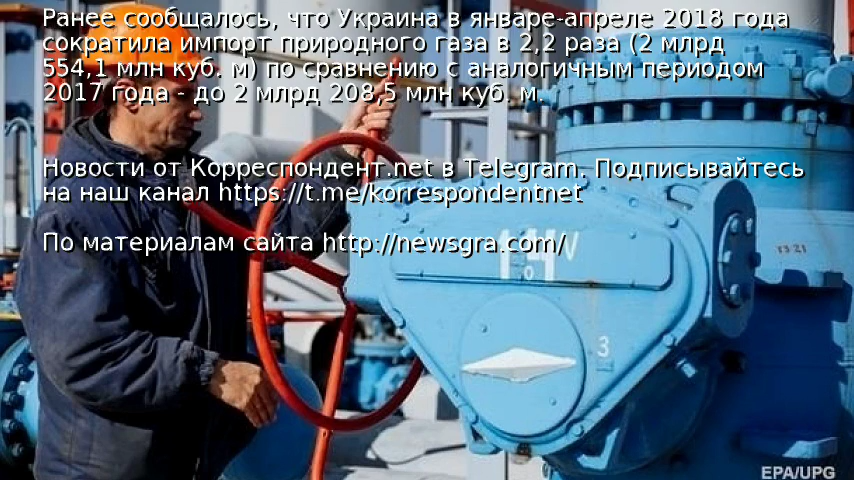 Ранее сообщалось, что Украина в январе-апреле 2018 года
сократила импорт природного газа в 2,2 раза (2 млрд
554,1 млн куб. м) по сравнению с аналогичным периодом
2017 года - до 2 млрд 208,5 млн куб. м.
Новости от Корреспондент.net в Telegram. Подписывайтесь
на наш канал https://t.me/korrespondentnet
По материалам сайта http://newsgra.com/
УЗ 21
3
EPA/UPG